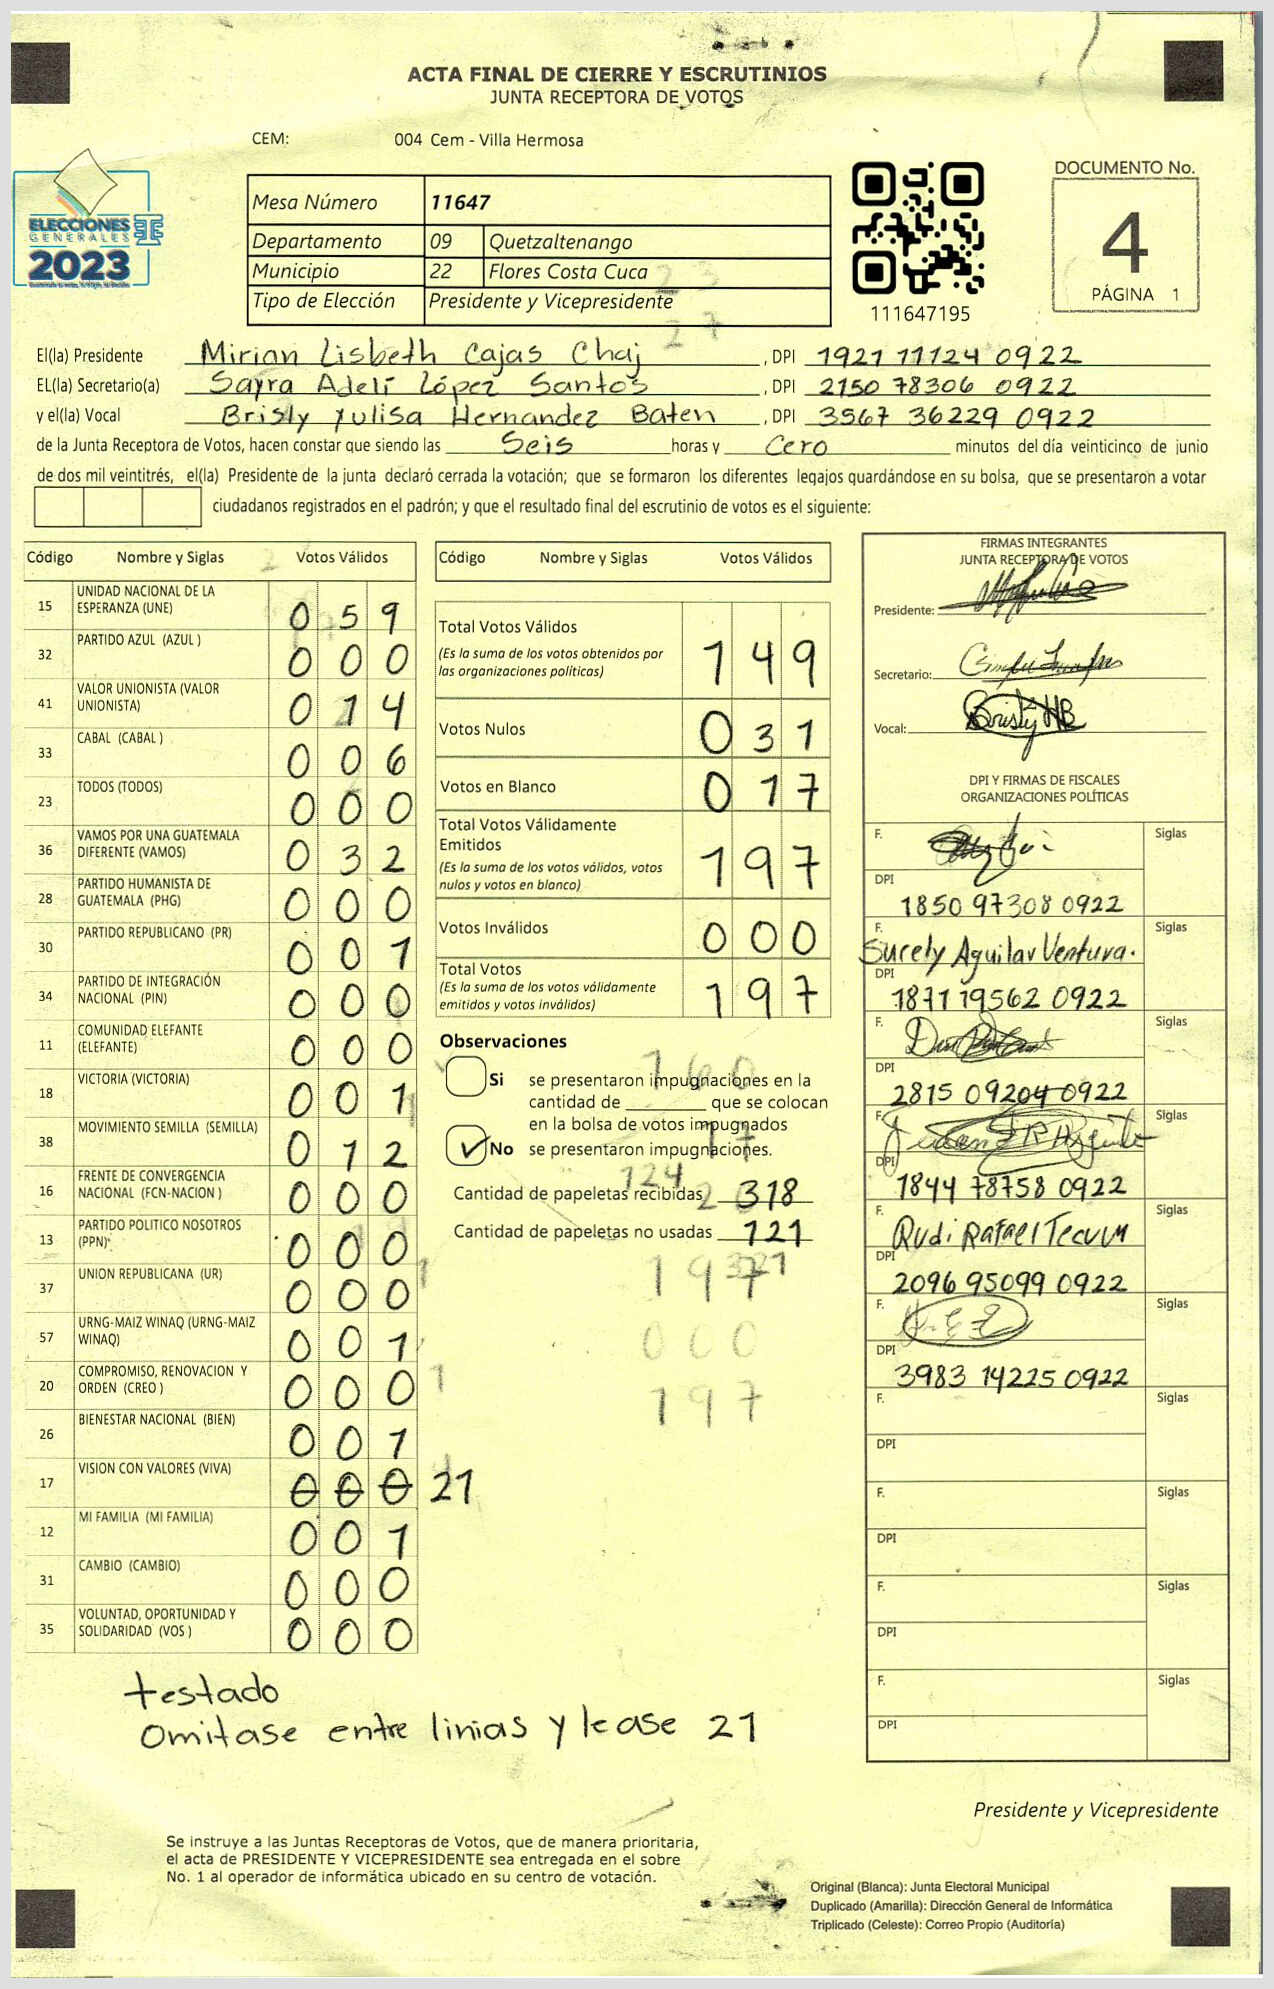 ACTA FINAL DE CIERRE Y ESCRUTINIOS
JUNTA RECEPTORA DE VOTOS
CEM: 004 Cem - Villa Hermosa
ELECCIONES
GENERALES
2023
Mesa Número 11647
Departamento 09 Quetzaltenango
Municipio 22 Flores Costa Cuca
Tipo de Elección Presidente y Vicepresidente
111647195
DOCUMENTO No.
4
PÁGINA 1
El(la) Presidente Mirian Lisbeth Cajas Chaj, DPI 1921 11124 0922
EL(la) Secretario(a) Sayra Adelí López Santos, DPI 2150 78306 0922
y el(la) Vocal Brisly Yulisa Hernandez Baten, DPI 3567 36229 0922
de la Junta Receptora de Votos, hacen constar que siendo las Seis horas y Cero minutos del día veinticinco de junio
de dos mil veintitrés, el(la) Presidente de la junta declaró cerrada la votación; que se formaron los diferentes legajos guardándose en su bolsa, que se presentaron a votar
ciudadanos registrados en el padrón; y que el resultado final del escrutinio de votos es el siguiente:
Código Nombre y Siglas Votos Válidos
15 UNIDAD NACIONAL DE LA ESPERANZA (UNE) 0 5 9
32 PARTIDO AZUL (AZUL ) 0 0 0
41 VALOR UNIONISTA (VALOR UNIONISTA) 0 1 4
33 CABAL (CABAL ) 0 0 6
23 TODOS (TODOS) 0 0 0
36 VAMOS POR UNA GUATEMALA DIFERENTE (VAMOS) 0 3 2
28 PARTIDO HUMANISTA DE GUATEMALA (PHG) 0 0 0
30 PARTIDO REPUBLICANO (PR) 0 0 1
34 PARTIDO DE INTEGRACIÓN NACIONAL (PIN) 0 0 0
11 COMUNIDAD ELEFANTE (ELEFANTE) 0 0 0
18 VICTORIA (VICTORIA) 0 0 1
38 MOVIMIENTO SEMILLA (SEMILLA) 0 1 2
16 FRENTE DE CONVERGENCIA NACIONAL (FCN-NACION ) 0 0 0
13 PARTIDO POLITICO NOSOTROS (PPN) 0 0 0
37 UNION REPUBLICANA (UR) 0 0 0
57 URNG-MAIZ WINAQ (URNG-MAIZ WINAQ) 0 0 1
20 COMPROMISO, RENOVACION Y ORDEN (CREO ) 0 0 0
26 BIENESTAR NACIONAL (BIEN) 0 0 1
17 VISION CON VALORES (VIVA) 0 0 0 21
12 MI FAMILIA (MI FAMILIA) 0 0 1
31 CAMBIO (CAMBIO) 0 0 0
35 VOLUNTAD, OPORTUNIDAD Y SOLIDARIDAD (VOS ) 0 0 0
testado
Omitase entre linias y lease 21
Código Nombre y Siglas Votos Válidos
Total Votos Válidos 1 4 9
(Es la suma de los votos obtenidos por
las organizaciones políticas)
Votos Nulos 0 3 1
Votos en Blanco 0 1 7
Total Votos Válidamente
Emitidos 1 9 7
(Es la suma de los votos válidos, votos
nulos y votos en blanco)
Votos Inválidos 0 0 0
Total Votos 1 9 7
(Es la suma de los votos válidamente
emitidos y votos inválidos)
Observaciones
Si se presentaron impugnaciones en la
cantidad de ________ que se colocan
en la bolsa de votos impugnados
No se presentaron impugnaciones.
Cantidad de papeletas recibidas 318
Cantidad de papeletas no usadas 121
1 9 7
0 0 0
1 9 7
FIRMAS INTEGRANTES
JUNTA RECEPTORA DE VOTOS
Presidente:
Secretario:
Vocal: Brisly HB
DPI Y FIRMAS DE FISCALES
ORGANIZACIONES POLÍTICAS
F. Siglas
DPI 1850 97308 0922
F. Sucely Aguilar Ventura. Siglas
DPI 1871 19562 0922
F. Siglas
DPI 2815 09204 0922
F. Siglas
DPI 1844 78758 0922
F. Rudi Rafael Tecum Siglas
DPI 2096 95099 0922
F. Siglas
DPI 3983 14225 0922
F. Siglas
DPI
F. Siglas
DPI
F. Siglas
DPI
F. Siglas
DPI
Presidente y Vicepresidente
Se instruye a las Juntas Receptoras de Votos, que de manera prioritaria,
el acta de PRESIDENTE Y VICEPRESIDENTE sea entregada en el sobre
No. 1 al operador de informática ubicado en su centro de votación.
Original (Blanca): Junta Electoral Municipal
Duplicado (Amarilla): Dirección General de Informática
Triplicado (Celeste): Correo Propio (Auditoría)